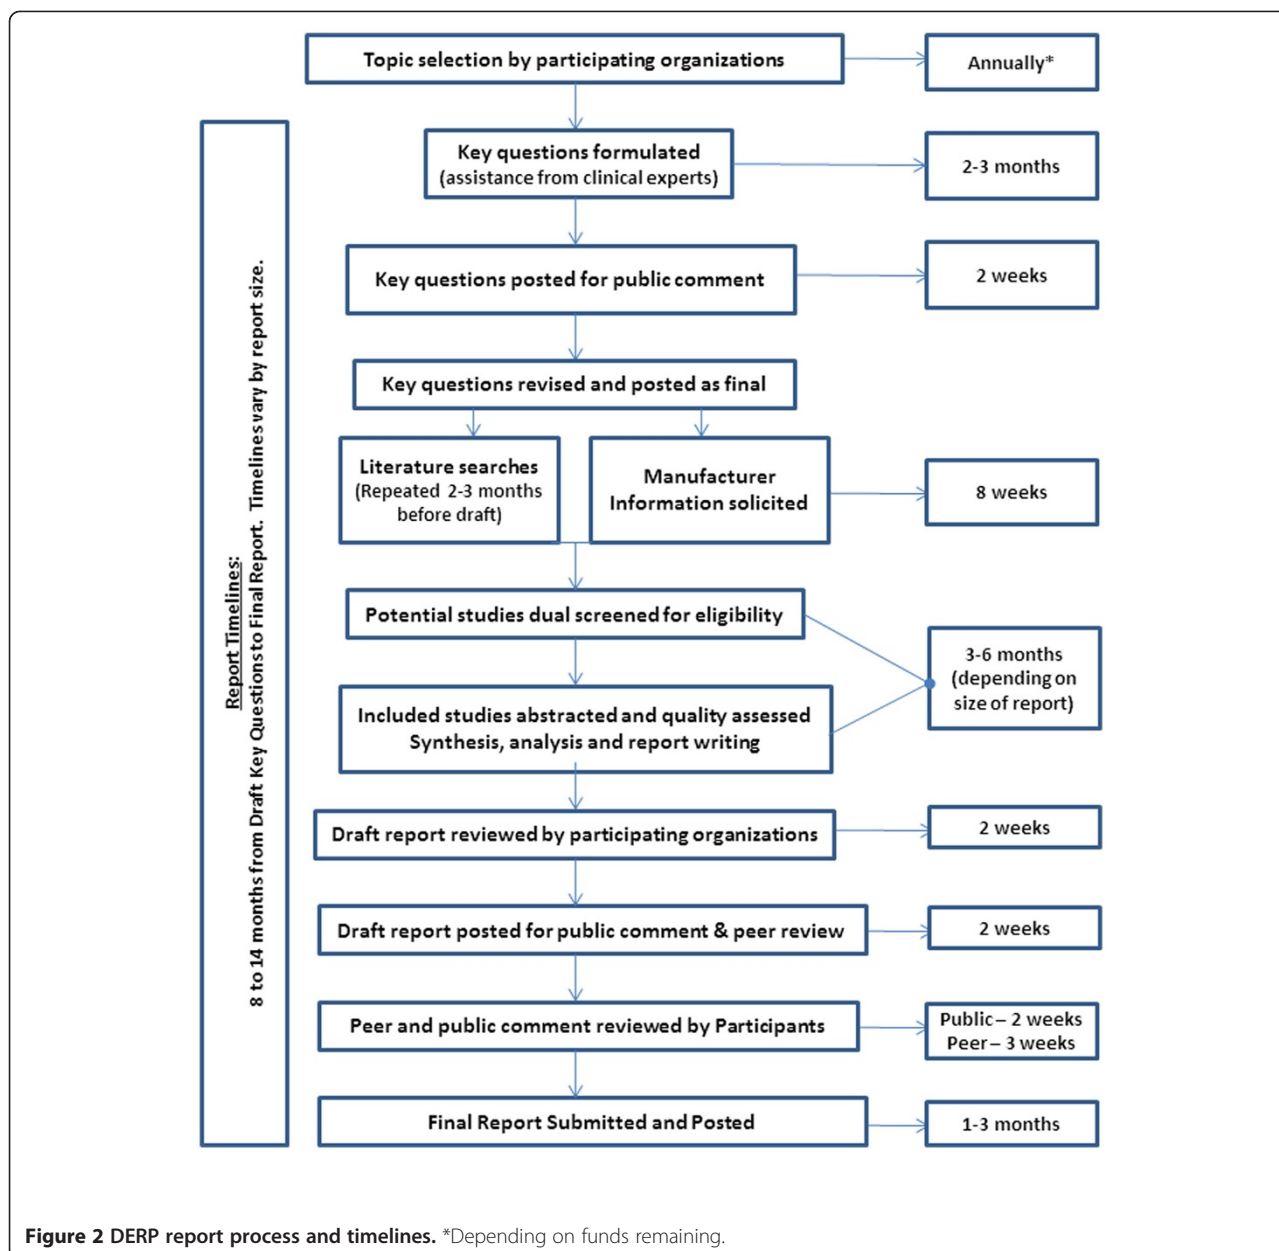 Topic selection by participating organizations
Annually*
Key questions formulated
(assistance from clinical experts)
2-3 months
Key questions posted for public comment
2 weeks
Key questions revised and posted as final
Literature searches
(Repeated 2-3 months
before draft)
Manufacturer
Information solicited
8 weeks
Potential studies dual screened for eligibility
3-6 months
(depending on
size of report)
Included studies abstracted and quality assessed
Synthesis, analysis and report writing
Draft report reviewed by participating organizations
2 weeks
Draft report posted for public comment & peer review
2 weeks
Peer and public comment reviewed by Participants
Public – 2 weeks
Peer – 3 weeks
Final Report Submitted and Posted
1-3 months
Report Timelines:
8 to 14 months from Draft Key Questions to Final Report. Timelines vary by report size.
Figure 2 DERP report process and timelines. *Depending on funds remaining.